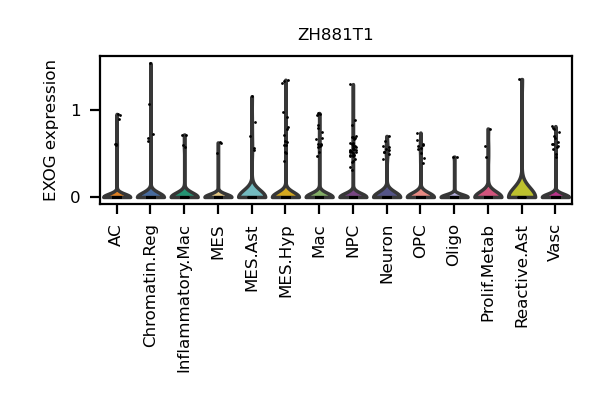 ZH881T1
EXOG expression
1
0
AC
Chromatin.Reg
Inflammatory.Mac
MES
MES.Ast
MES.Hyp
Mac
NPC
Neuron
OPC
Oligo
Prolif.Metab
Reactive.Ast
Vasc